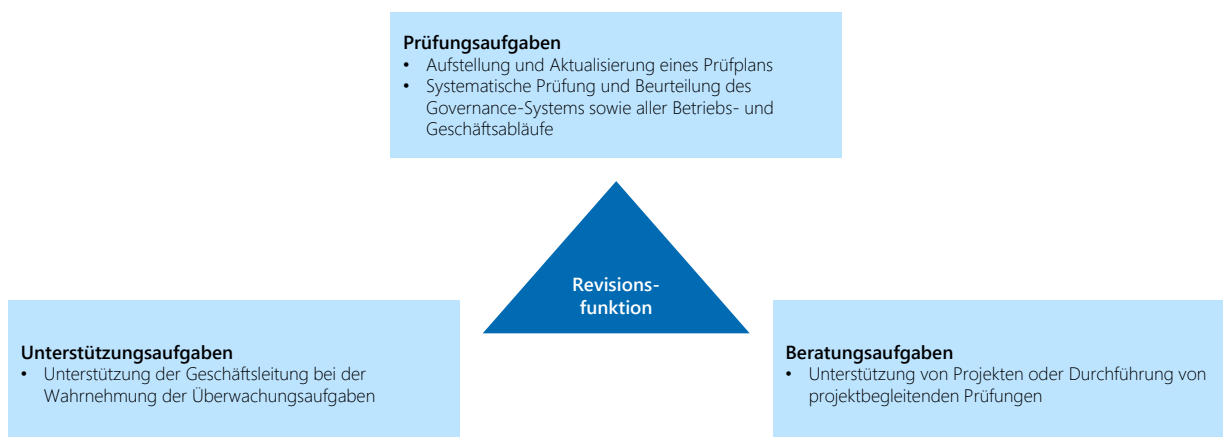 Prüfungsaufgaben
• Aufstellung und Aktualisierung eines Prüfplans
• Systematische Prüfung und Beurteilung des
Governance-Systems sowie aller Betriebs- und
Geschäftsabläufe
Revisions-
funktion
Unterstützungsaufgaben
• Unterstützung der Geschäftsleitung bei der
Wahrnehmung der Überwachungsaufgaben
Beratungsaufgaben
• Unterstützung von Projekten oder Durchführung von
projektbegleitenden Prüfungen